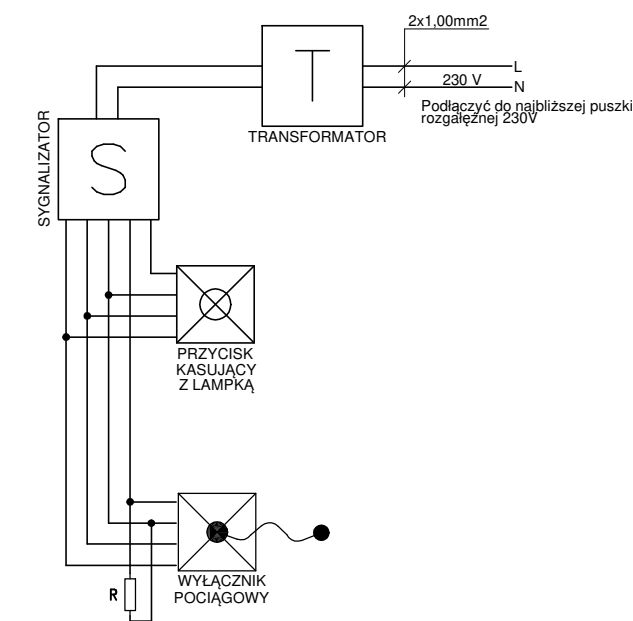 2x1,00mm2
T
L
230 V
N
Podłączyć do najbliższej puszki
rozgałęźnej 230V
TRANSFORMATOR
SYGNALIZATOR
S
PRZYCISK
KASUJĄCY
Z LAMPKĄ
WYŁĄCZNIK
POCIĄGOWY
R